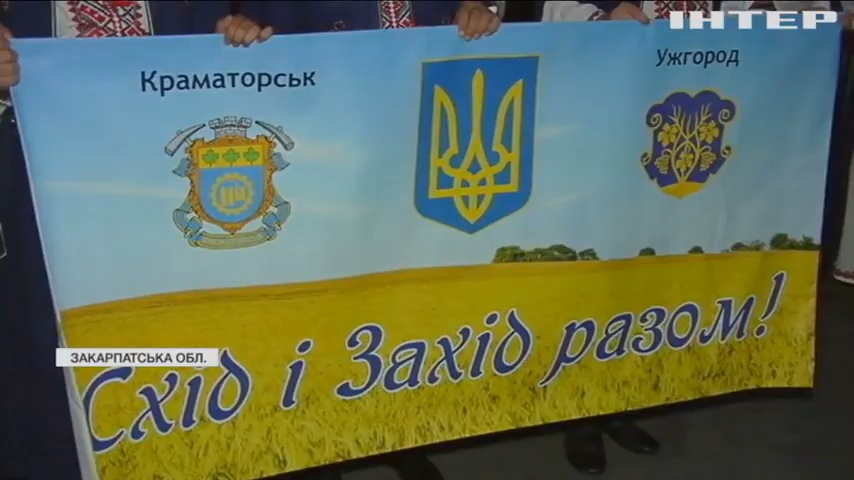 ІНТЕР
Краматорськ
Ужгород
Схід і Захід разом!
ЗАКАРПАТСЬКА ОБЛ.